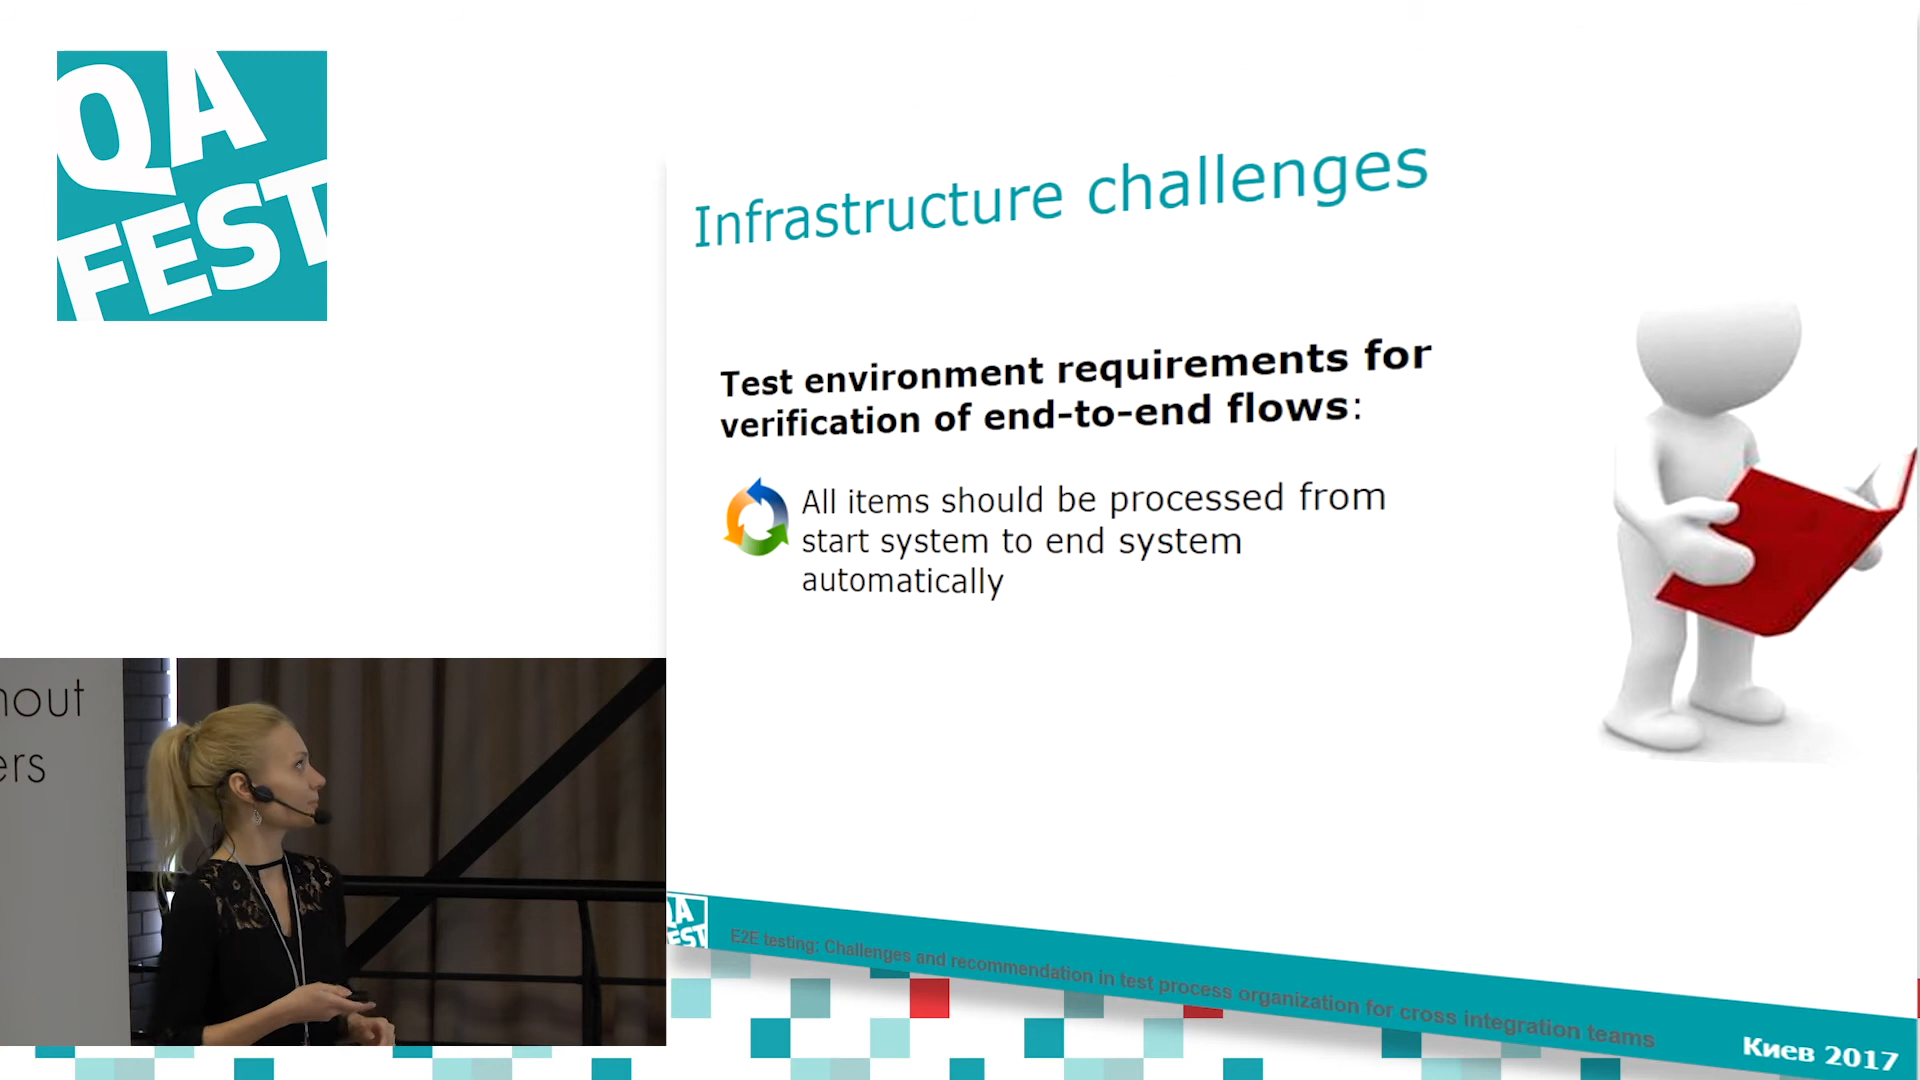 QA
FEST
Infrastructure challenges
Test environment requirements for
verification of end-to-end flows:
All items should be processed from
start system to end system
automatically
hout
ers
QA
FEST
E2E testing: Challenges and recommendation in test process organization for cross integration teams
Киев 2017